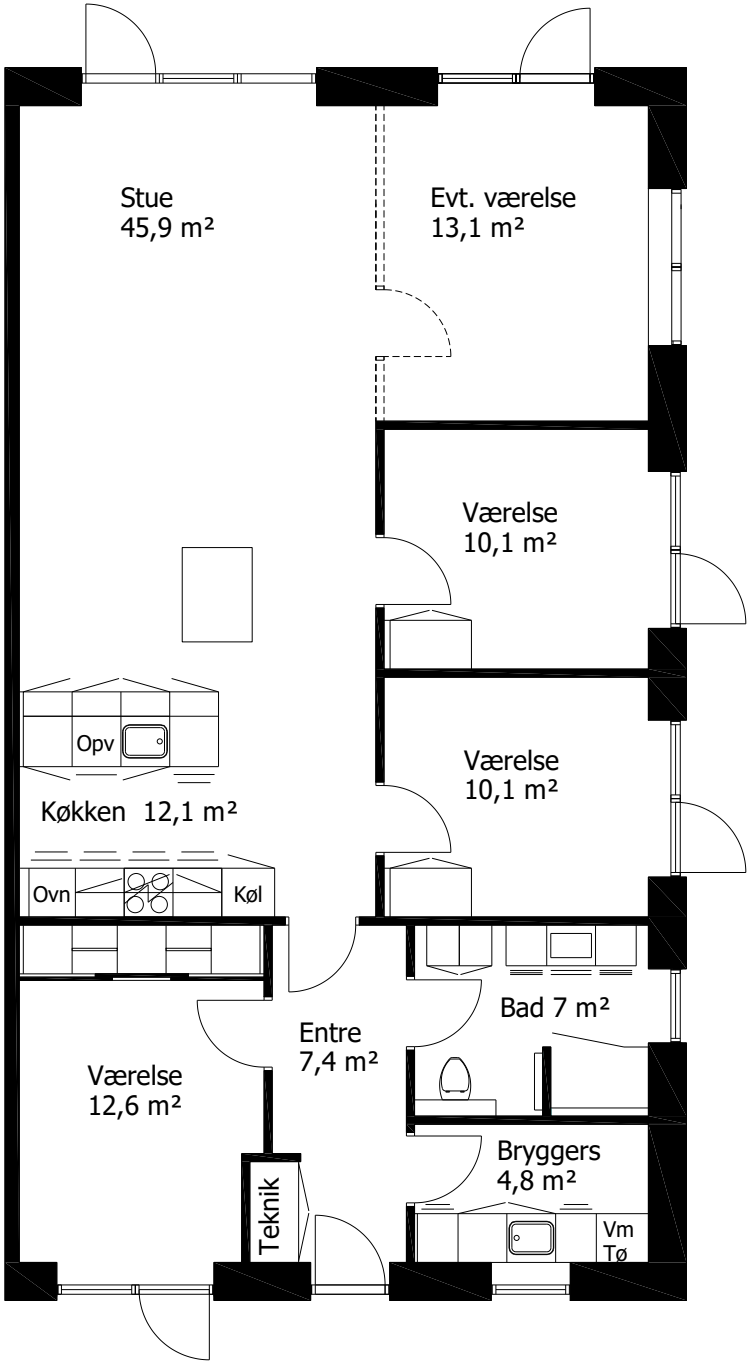 Stue
45,9 m²
Evt. værelse
13,1 m²
Værelse
10,1 m²
Opv
Køkken 12,1 m²
Værelse
10,1 m²
Ovn
Køl
Bad 7 m²
Entre
7,4 m²
Værelse
12,6 m²
Bryggers
4,8 m²
Teknik
Vm
Tø